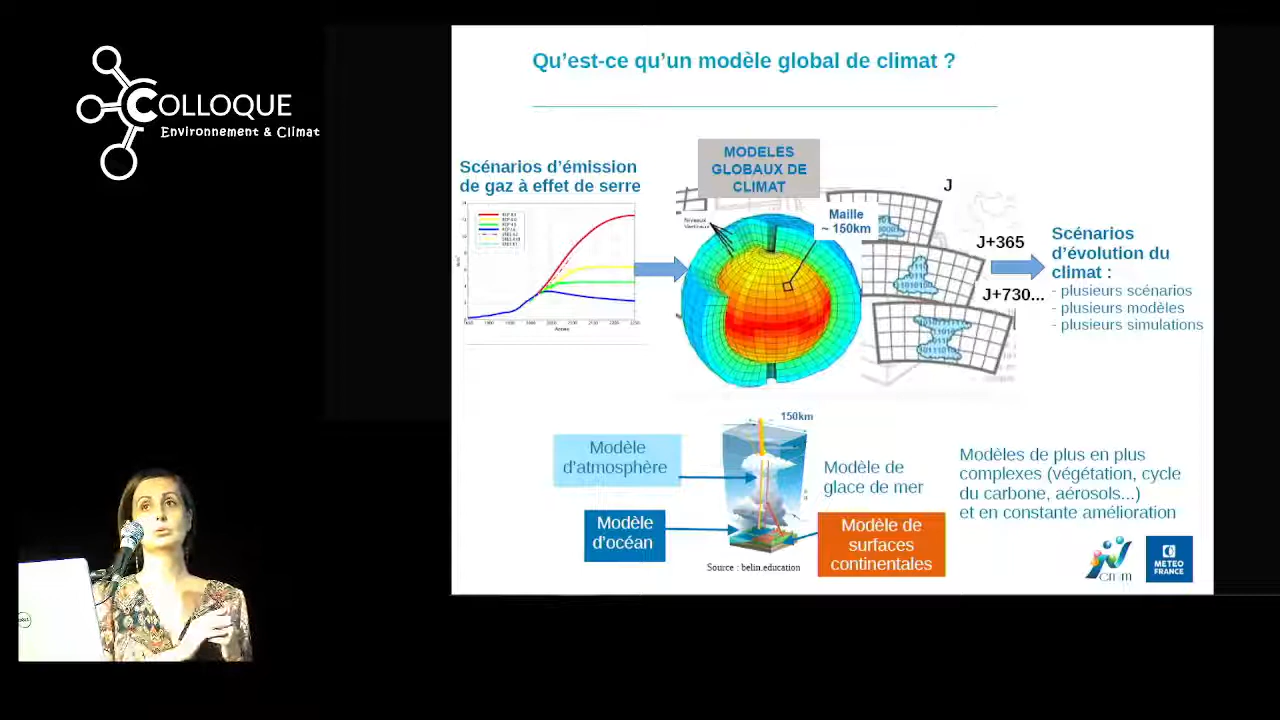 COLLOQUE
Environnement & Climat
Qu’est-ce qu’un modèle global de climat ?
Scénarios d’émission
de gaz à effet de serre
MODELES
GLOBAUX DE
CLIMAT
Maille
~ 150km
J
J+365
J+730...
Scénarios
d’évolution du
climat :
- plusieurs scénarios
- plusieurs modèles
- plusieurs simulations
150km
Modèle
d’atmosphère
Modèle
d’océan
Modèle de
glace de mer
Modèle de
surfaces
continentales
Source : belin.education
Modèles de plus en plus
complexes (végétation, cycle
du carbone, aérosols...)
et en constante amélioration
METEO
FRANCE